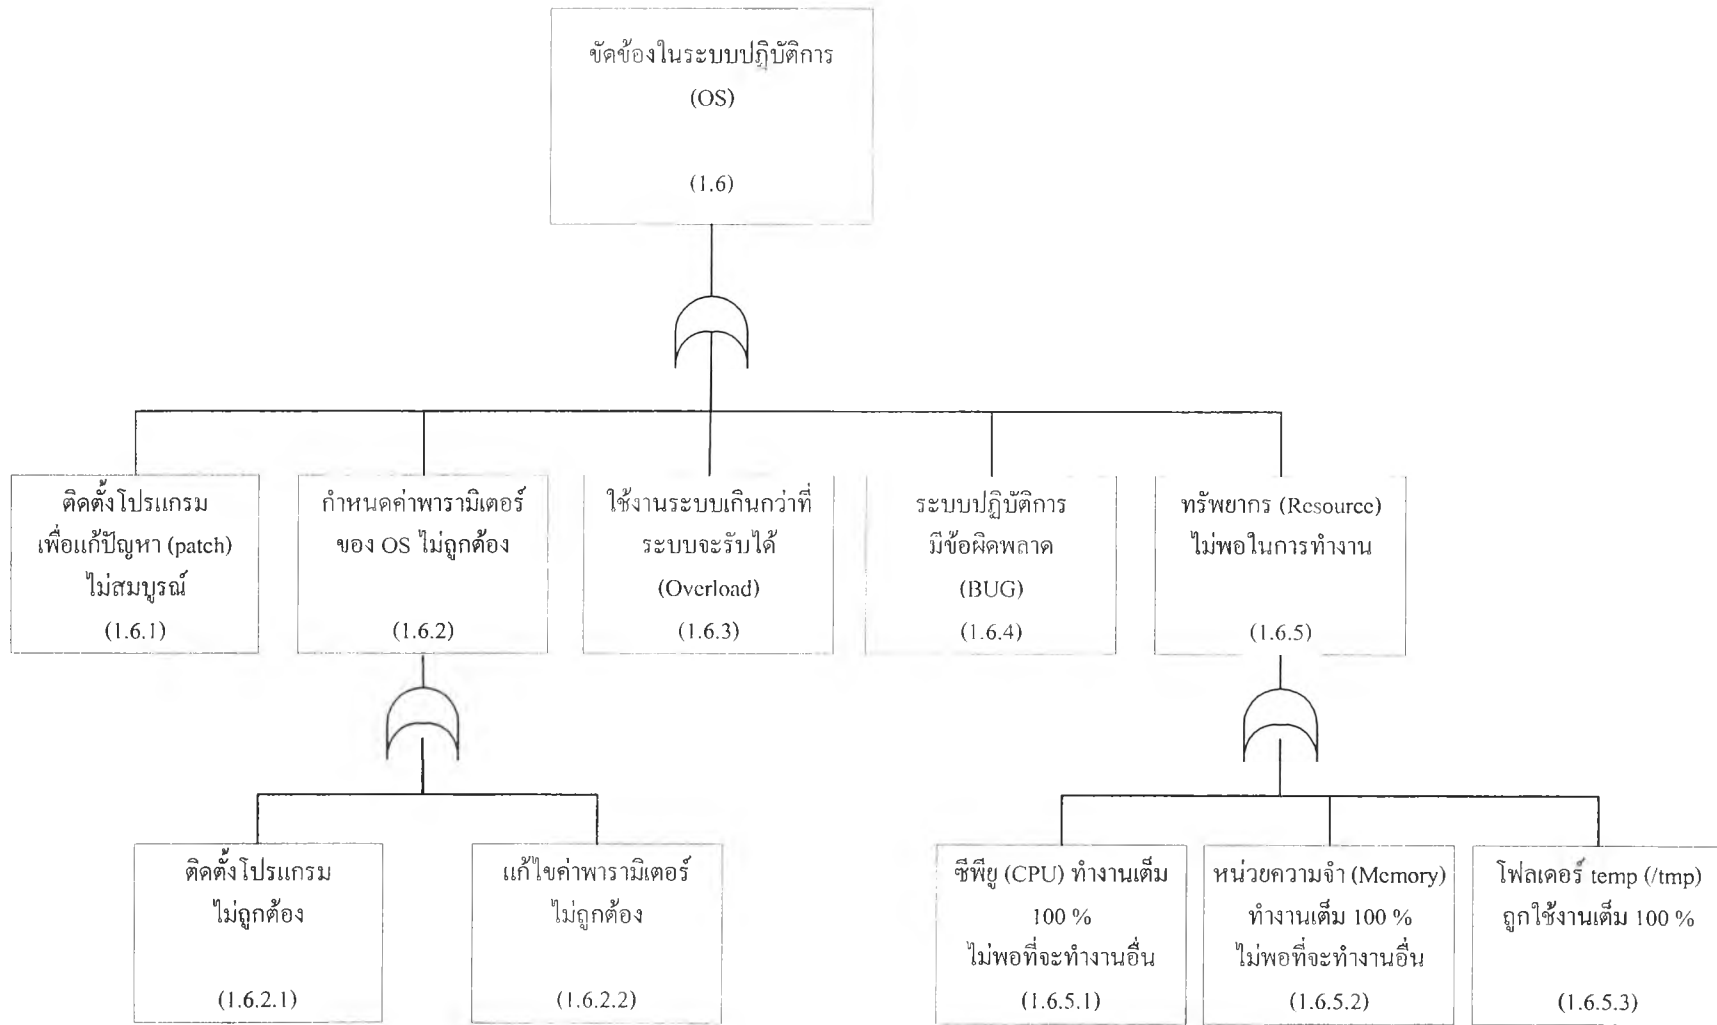 ขัดข้องในระบบปฏิบัติการ
(OS)
(1.6)
ติดตั้งโปรแกรม
เพื่อแก้ปัญหา (patch)
ไม่สมบูรณ์
(1.6.1)
กำหนดค่าพารามิเตอร์
ของ OS ไม่ถูกต้อง
(1.6.2)
ใช้งานระบบเกินกว่าที่
ระบบจะรับได้
(Overload)
(1.6.3)
ระบบปฏิบัติการ
มีข้อผิดพลาด
(BUG)
(1.6.4)
ทรัพยากร (Resource)
ไม่พอในการทำงาน
(1.6.5)
ติดตั้งโปรแกรม
ไม่ถูกต้อง
(1.6.2.1)
แก้ไขค่าพารามิเตอร์
ไม่ถูกต้อง
(1.6.2.2)
ซีพียู (CPU) ทำงานเต็ม
100 %
ไม่พอที่จะทำงานอื่น
(1.6.5.1)
หน่วยความจำ (Memory)
ทำงานเต็ม 100 %
ไม่พอที่จะทำงานอื่น
(1.6.5.2)
โฟลเดอร์ temp (/tmp)
ถูกใช้งานเต็ม 100 %
(1.6.5.3)